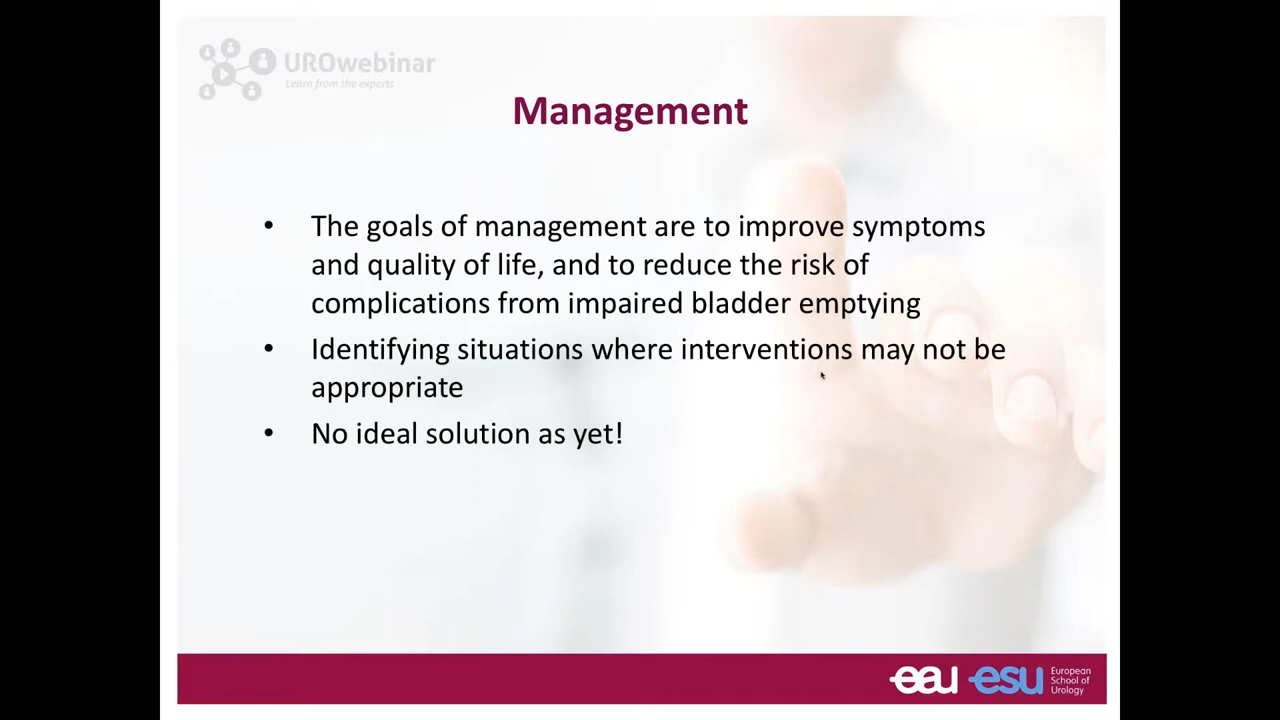 UROwebinar
Learn from the experts
Management
• The goals of management are to improve symptoms
and quality of life, and to reduce the risk of
complications from impaired bladder emptying
• Identifying situations where interventions may not be
appropriate
• No ideal solution as yet!
eau esu European
School of
Urology